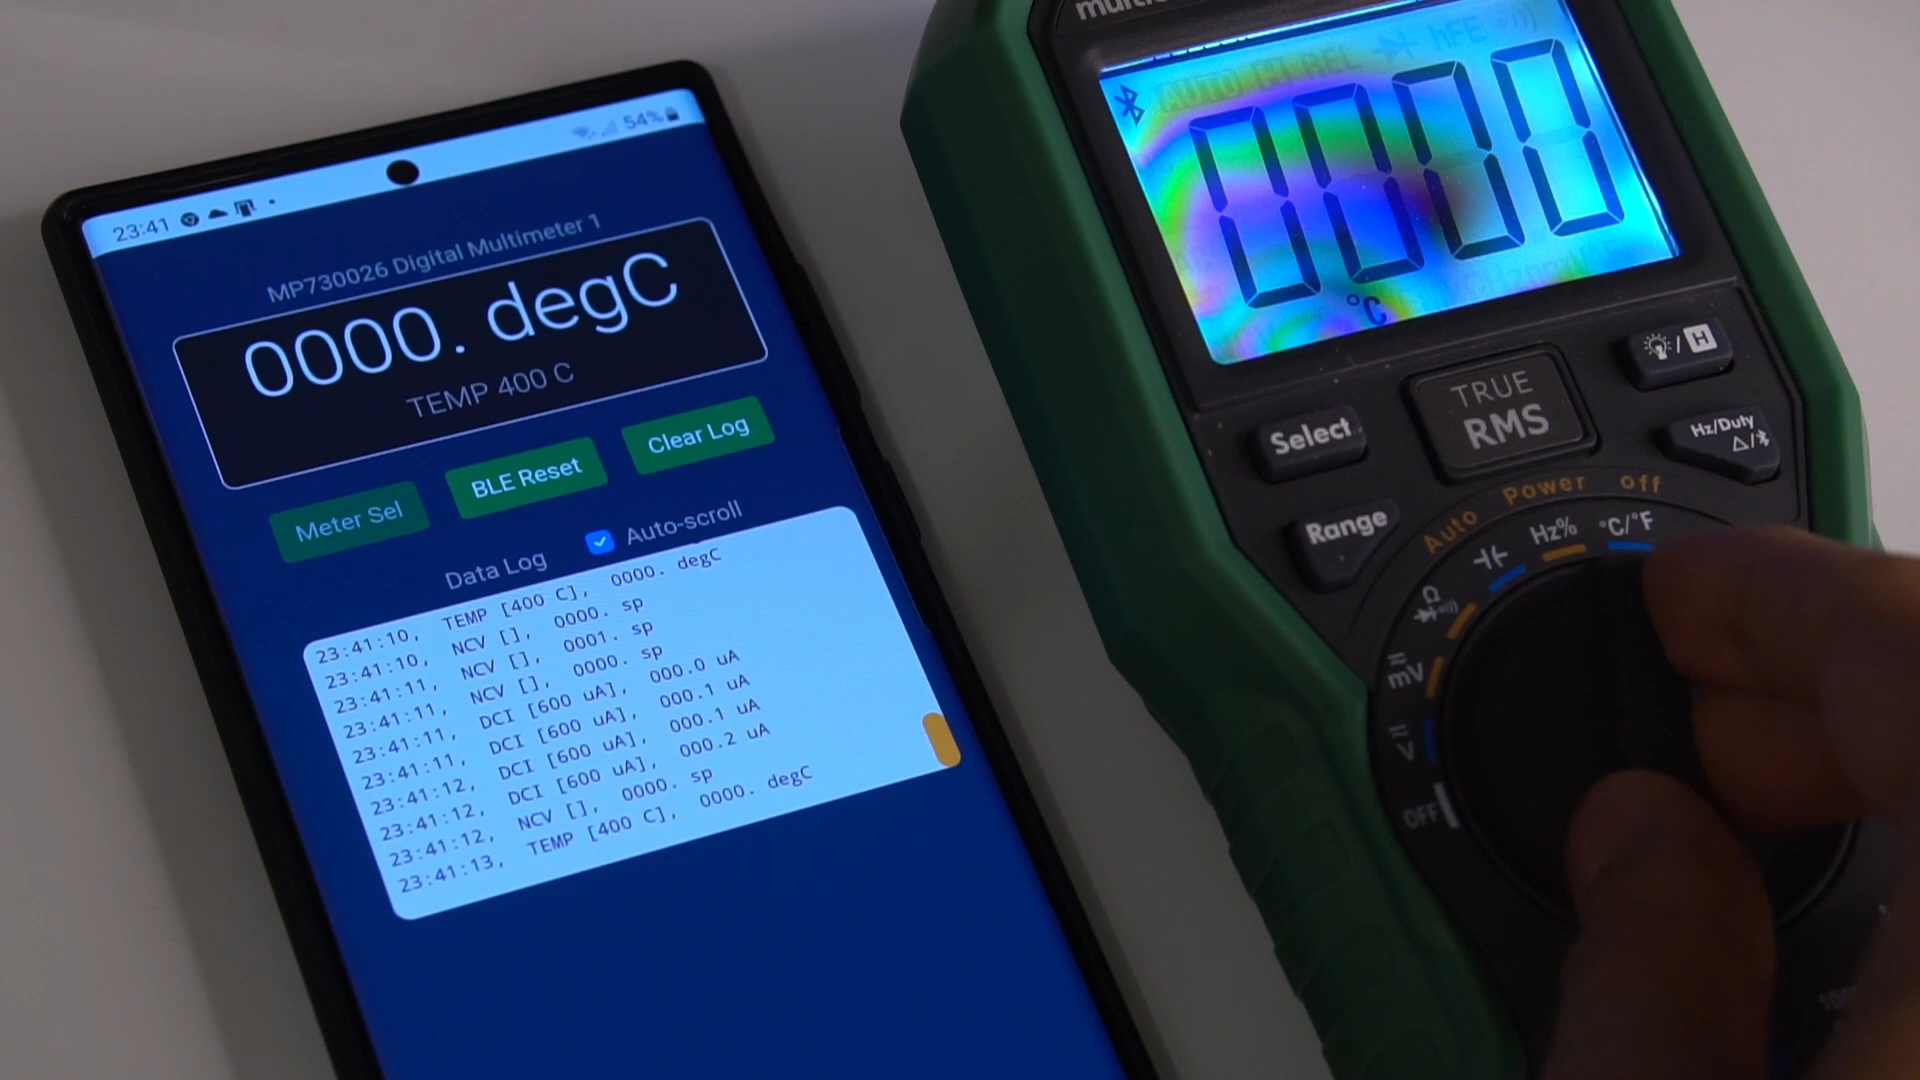 23:41
54%
MP730026 Digital Multimeter 1
0000. degC
TEMP 400 C
Meter Sel
BLE Reset
Clear Log
Data Log
Auto-scroll
23:41:10, TEMP [400 C], 0000. degC
23:41:10, NCV [], 0000. sp
23:41:11, NCV [], 0001. sp
23:41:11, NCV [], 0000. sp
23:41:11, DCI [600 uA], 000.0 uA
23:41:11, DCI [600 uA], 000.1 uA
23:41:12, DCI [600 uA], 000.1 uA
23:41:12, DCI [600 uA], 000.2 uA
23:41:12, NCV [], 0000. sp
23:41:13, TEMP [400 C], 0000. degC
AUTO H REL hFE
0000
°C
Select
TRUE
RMS
/ H
Range
Hz/Duty
△/
Auto Power off
Hz%
°C/°F
Ω
mV
V
OFF